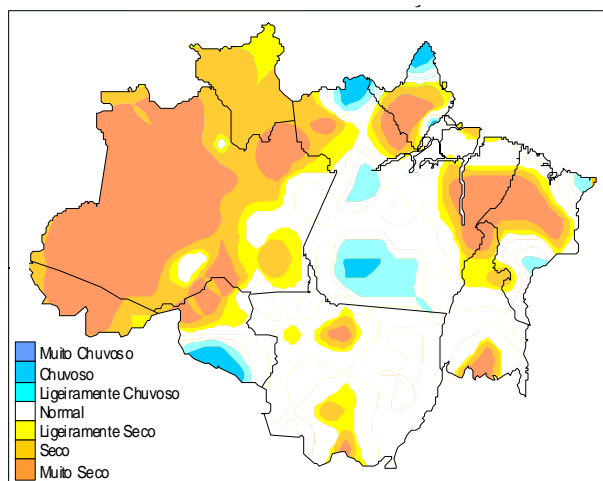 Muito Chuvoso
Chuvoso
Ligeiramente Chuvoso
Normal
Ligeiramente Seco
Seco
Muito Seco